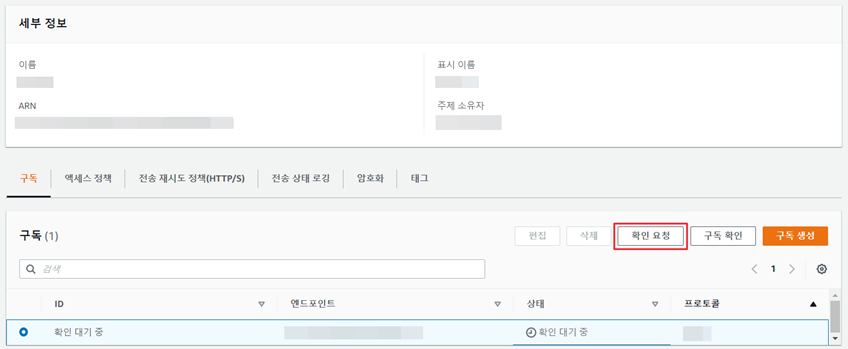 세부 정보
이름
표시 이름
ARN
주제 소유자
구독 액세스 정책 전송 재시도 정책(HTTP/S) 전송 상태 로깅 암호화 태그
구독 (1) 편집 삭제 확인 요청 구독 확인 구독 생성
검색 1
ID 엔드포인트 상태 프로토콜
확인 대기 중 확인 대기 중